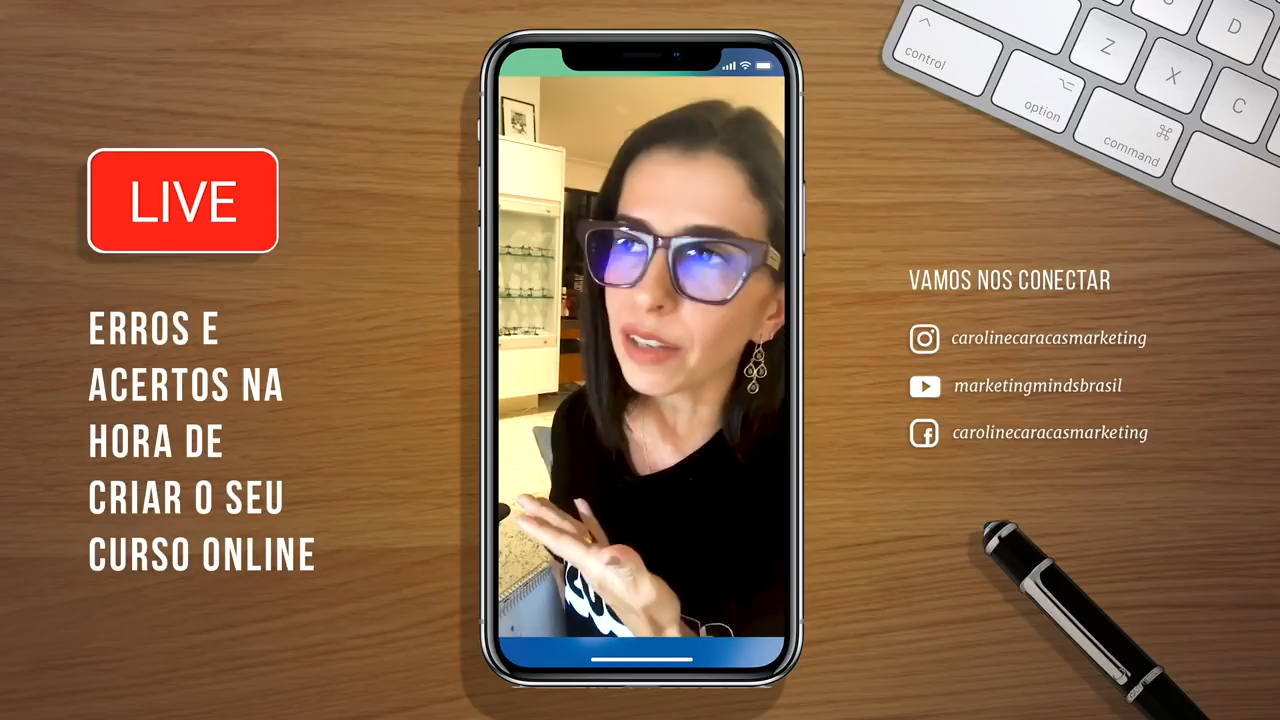 LIVE
ERROS E
ACERTOS NA
HORA DE
CRIAR O SEU
CURSO ONLINE
VAMOS NOS CONECTAR
carolinecaracasmarketing
marketingmindsbrasil
carolinecaracasmarketing
control
option
command
Z
X
C
S
D